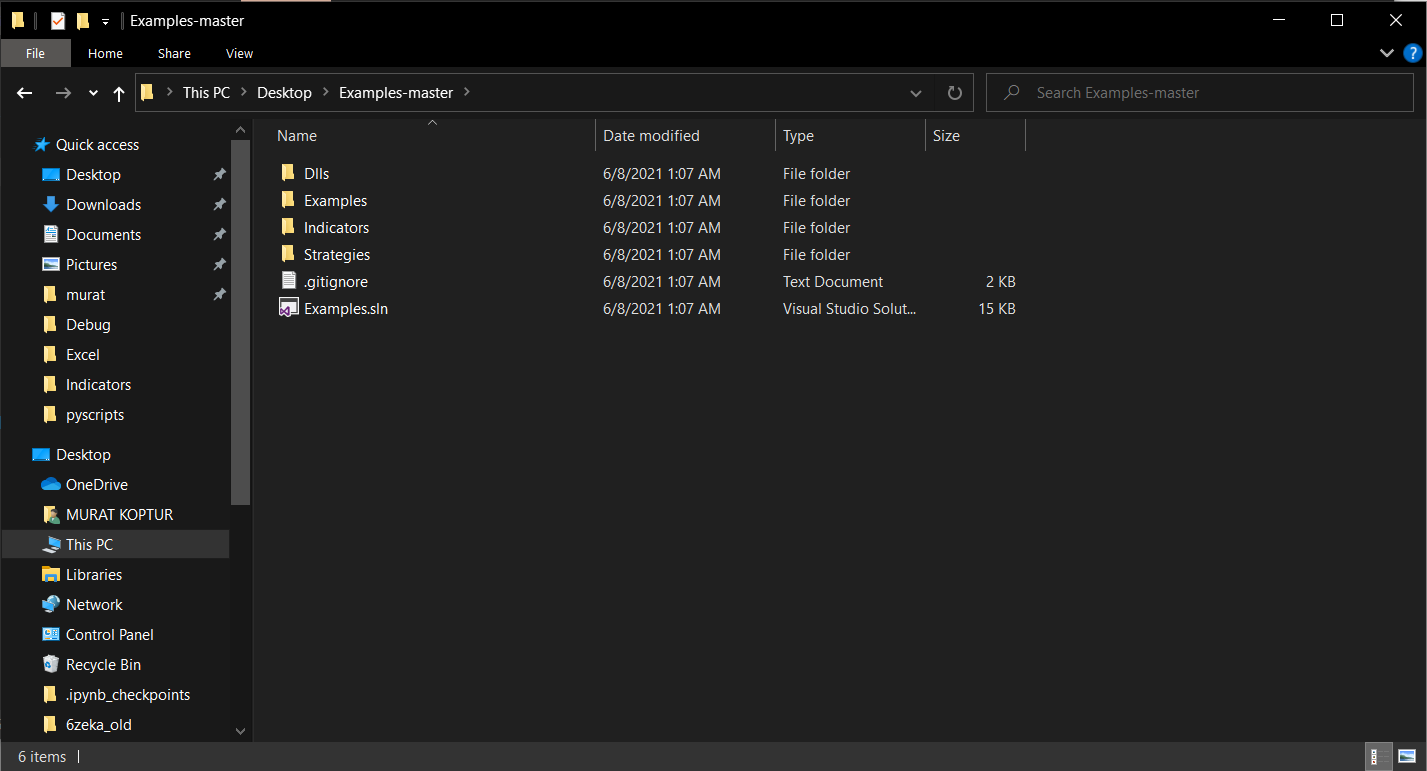 Examples-master
File Home Share View ?
This PC Desktop Examples-master Search Examples-master
Name Date modified Type Size
Quick access
Desktop
Downloads
Documents
Pictures
murat
Debug
Excel
Indicators
pyscripts
Desktop
OneDrive
MURAT KOPTUR
This PC
Libraries
Network
Control Panel
Recycle Bin
.ipynb_checkpoints
6zeka_old
Dlls 6/8/2021 1:07 AM File folder
Examples 6/8/2021 1:07 AM File folder
Indicators 6/8/2021 1:07 AM File folder
Strategies 6/8/2021 1:07 AM File folder
.gitignore 6/8/2021 1:07 AM Text Document 2 KB
Examples.sln 6/8/2021 1:07 AM Visual Studio Solut... 15 KB
6 items